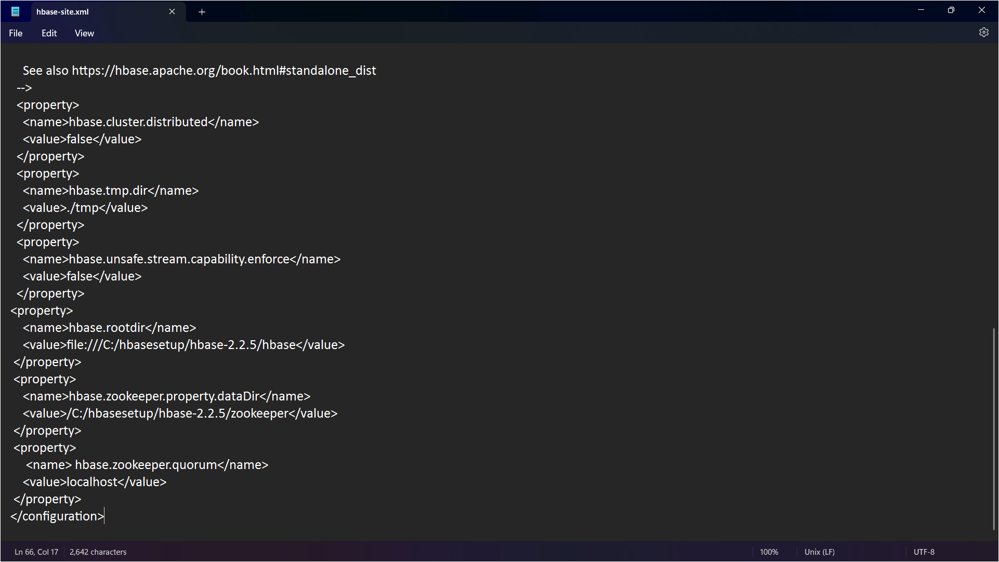 hbase-site.xml
File Edit View
See also https://hbase.apache.org/book.html#standalone_dist
-->
<property>
<name>hbase.cluster.distributed</name>
<value>false</value>
</property>
<property>
<name>hbase.tmp.dir</name>
<value>./tmp</value>
</property>
<property>
<name>hbase.unsafe.stream.capability.enforce</name>
<value>false</value>
</property>
<property>
<name>hbase.rootdir</name>
<value>file:///C:/hbasesetup/hbase-2.2.5/hbase</value>
</property>
<property>
<name>hbase.zookeeper.property.dataDir</name>
<value>/C:/hbasesetup/hbase-2.2.5/zookeeper</value>
</property>
<property>
<name> hbase.zookeeper.quorum</name>
<value>localhost</value>
</property>
</configuration>
Ln 66, Col 17 2,642 characters 100% Unix (LF) UTF-8